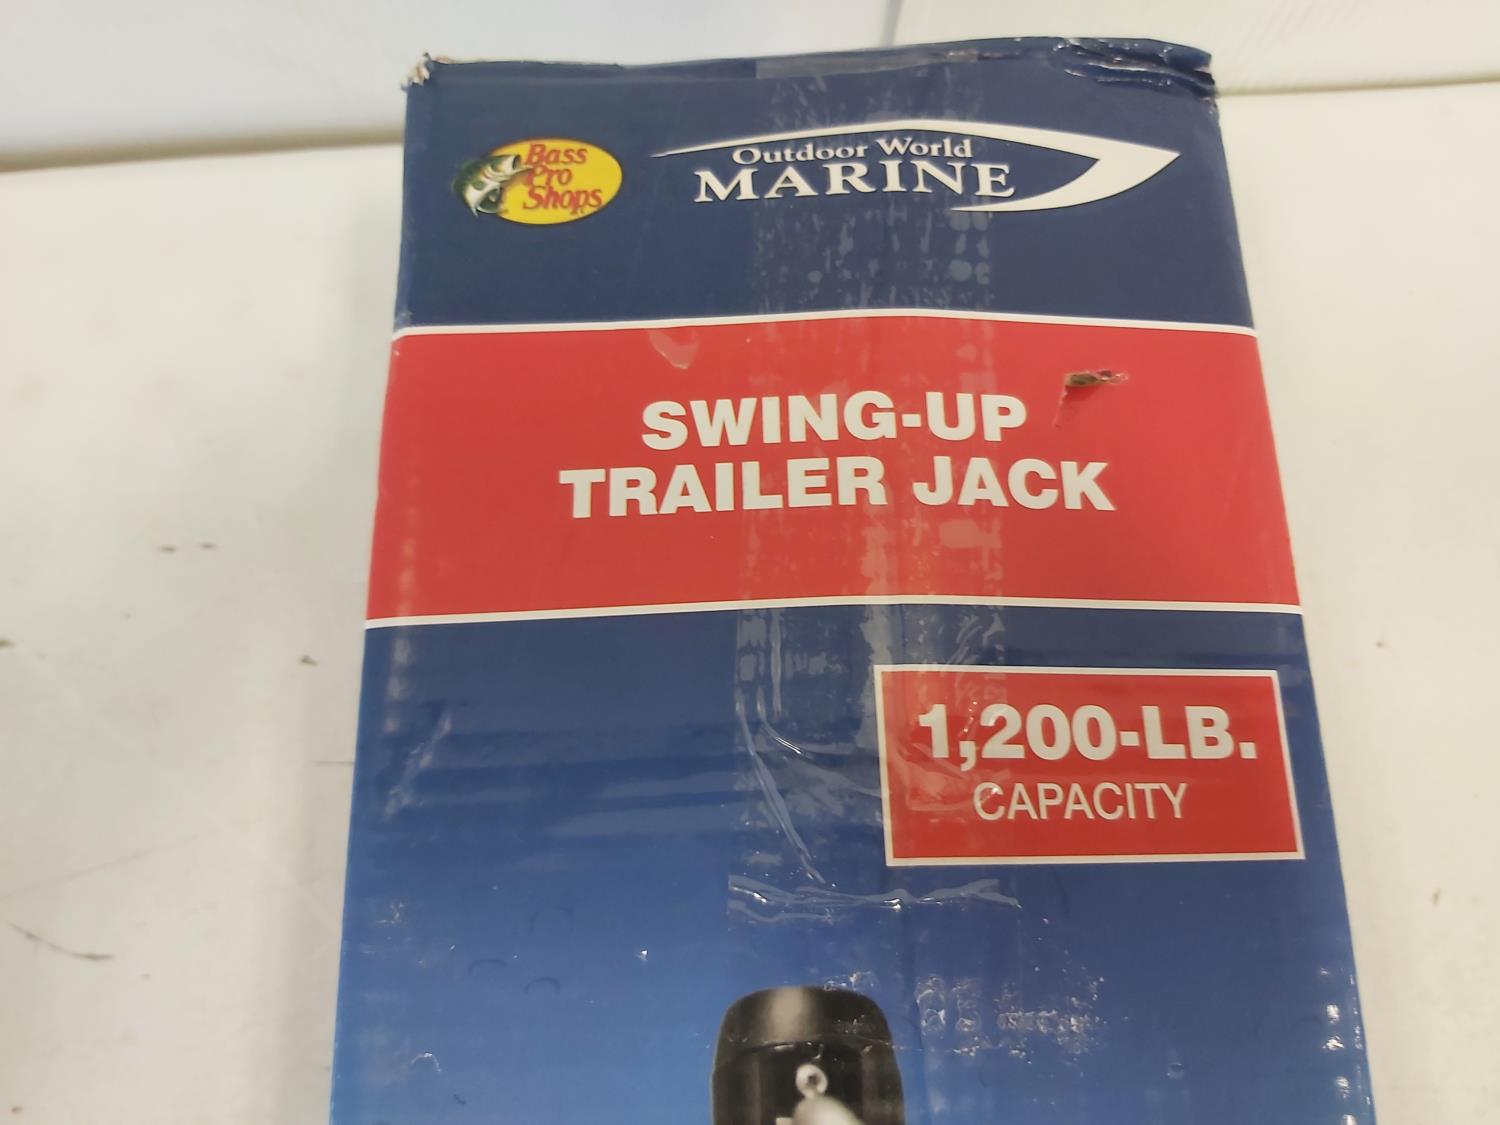 Bass
Pro
Shops
Outdoor World
MARINE
SWING-UP
TRAILER JACK
1,200-LB.
CAPACITY